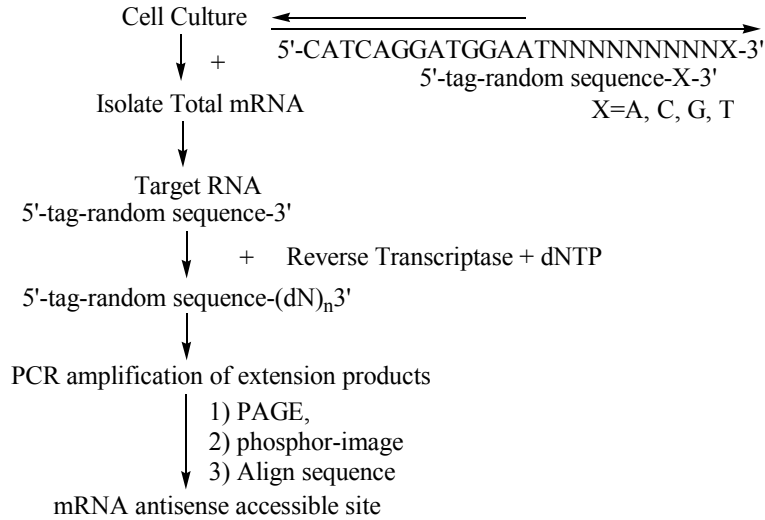 Cell Culture
+
5'-CATCAGGATGGAATNNNNNNNNNX-3'
5'-tag-random sequence-X-3'
X=A, C, G, T
Isolate Total mRNA
Target RNA
5'-tag-random sequence-3'
+ Reverse Transcriptase + dNTP
5'-tag-random sequence-(dN)n3'
PCR amplification of extension products
1) PAGE,
2) phosphor-image
3) Align sequence
mRNA antisense accessible site